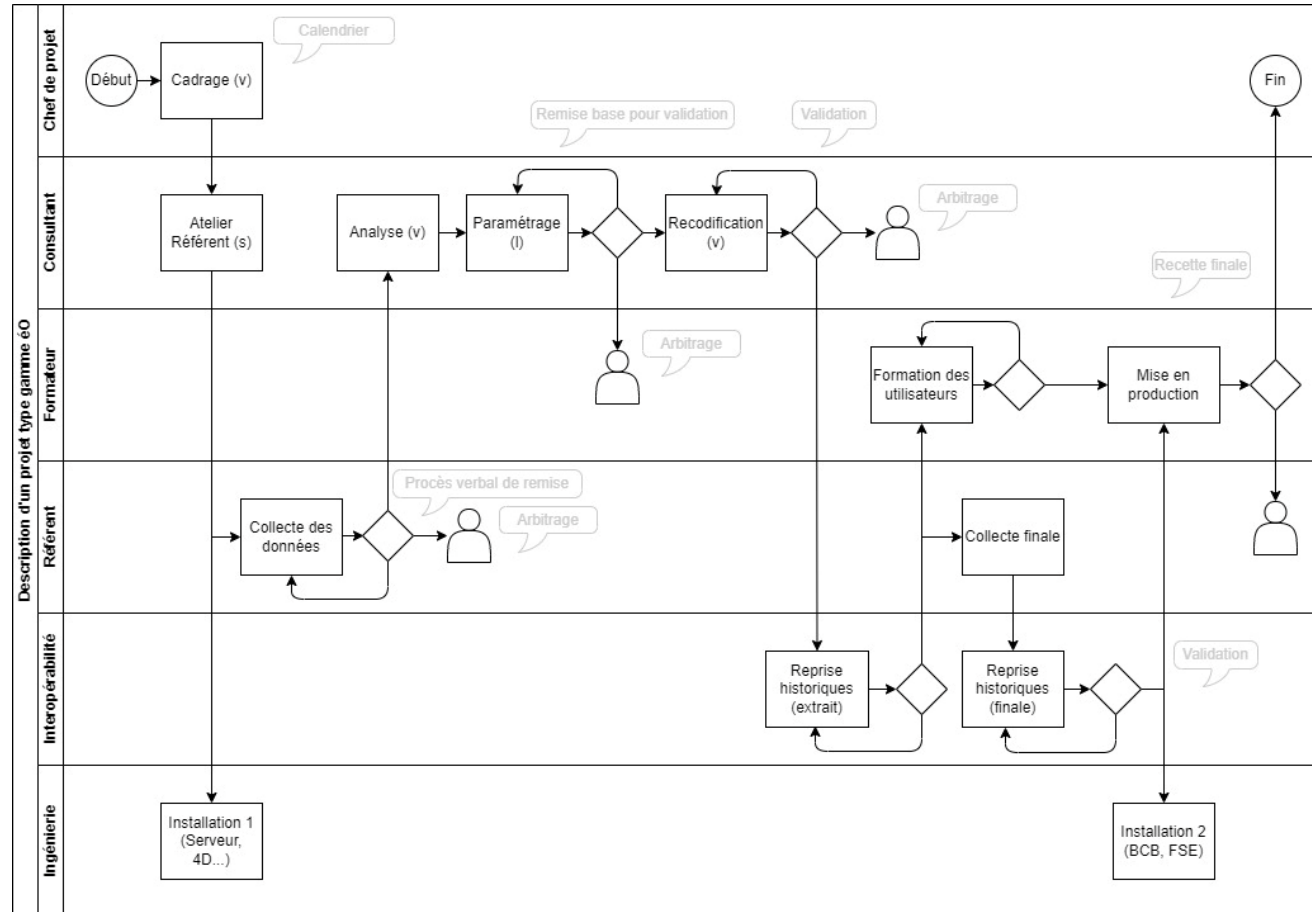 Description d'un projet type gamme éO
Chef de projet
Début
Cadrage (v)
Calendrier
Remise base pour validation
Validation
Fin
Consultant
Atelier
Référent (s)
Analyse (v)
Paramétrage
(l)
Recodification
(v)
Arbitrage
Recette finale
Formateur
Arbitrage
Formation des
utilisateurs
Mise en
production
Référent
Collecte des
données
Procès verbal de remise
Arbitrage
Collecte finale
Interopérabilité
Reprise
historiques
(extrait)
Reprise
historiques
(finale)
Validation
Ingénierie
Installation 1
(Serveur,
4D...)
Installation 2
(BCB, FSE)